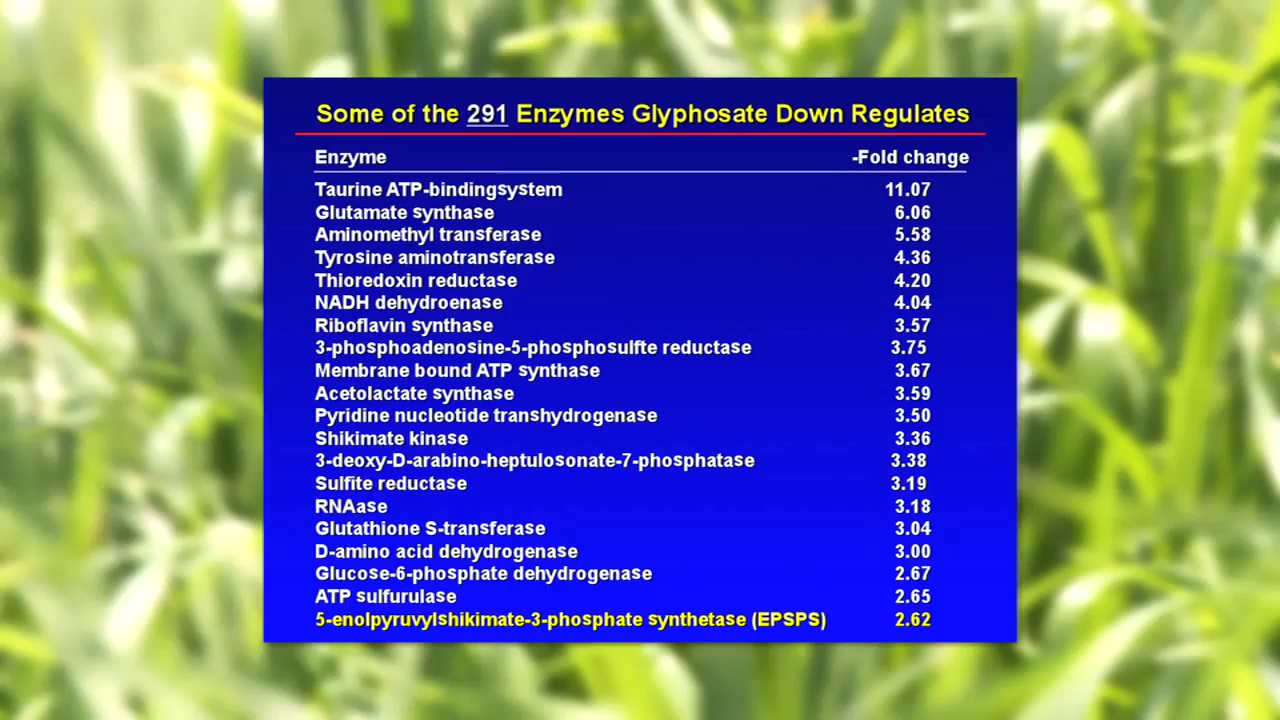 Some of the 291 Enzymes Glyphosate Down Regulates
Enzyme -Fold change
Taurine ATP-bindingsystem 11.07
Glutamate synthase 6.06
Aminomethyl transferase 5.58
Tyrosine aminotransferase 4.36
Thioredoxin reductase 4.20
NADH dehydroenase 4.04
Riboflavin synthase 3.57
3-phosphoadenosine-5-phosphosulfte reductase 3.75
Membrane bound ATP synthase 3.67
Acetolactate synthase 3.59
Pyridine nucleotide transhydrogenase 3.50
Shikimate kinase 3.36
3-deoxy-D-arabino-heptulosonate-7-phosphatase 3.38
Sulfite reductase 3.19
RNAase 3.18
Glutathione S-transferase 3.04
D-amino acid dehydrogenase 3.00
Glucose-6-phosphate dehydrogenase 2.67
ATP sulfurulase 2.65
5-enolpyruvylshikimate-3-phosphate synthetase (EPSPS) 2.62